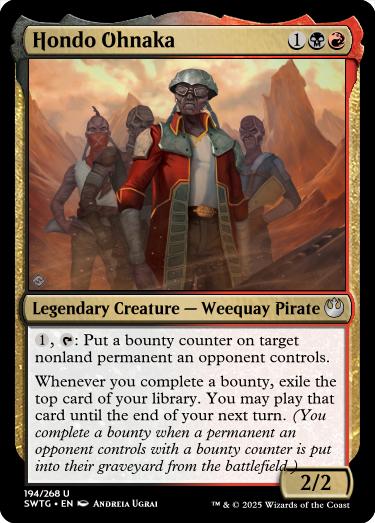 Hondo Ohnaka 1
Legendary Creature — Weequay Pirate
1, T: Put a bounty counter on target
nonland permanent an opponent controls.
Whenever you complete a bounty, exile the
top card of your library. You may play that
card until the end of your next turn. (You
complete a bounty when a permanent an
opponent controls with a bounty counter is put
into their graveyard from the battlefield.)
2/2
194/268 U
SWTG • EN Andreia Ugrai
™ & © 2025 Wizards of the Coast